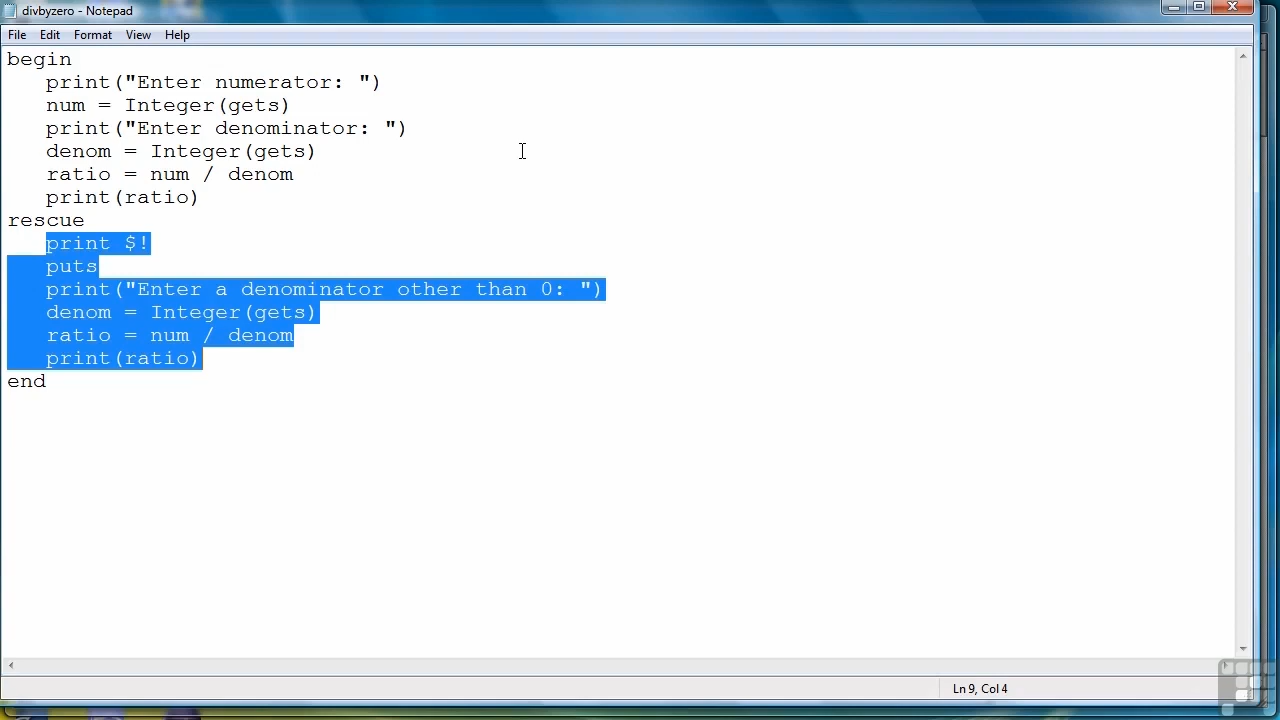 divbyzero - Notepad
File Edit Format View Help
begin
   print("Enter numerator: ")
   num = Integer(gets)
   print("Enter denominator: ")
   denom = Integer(gets)
   ratio = num / denom
   print(ratio)
rescue
   print $!
   puts
   print("Enter a denominator other than 0: ")
   denom = Integer(gets)
   ratio = num / denom
   print(ratio)
end
Ln 9, Col 4